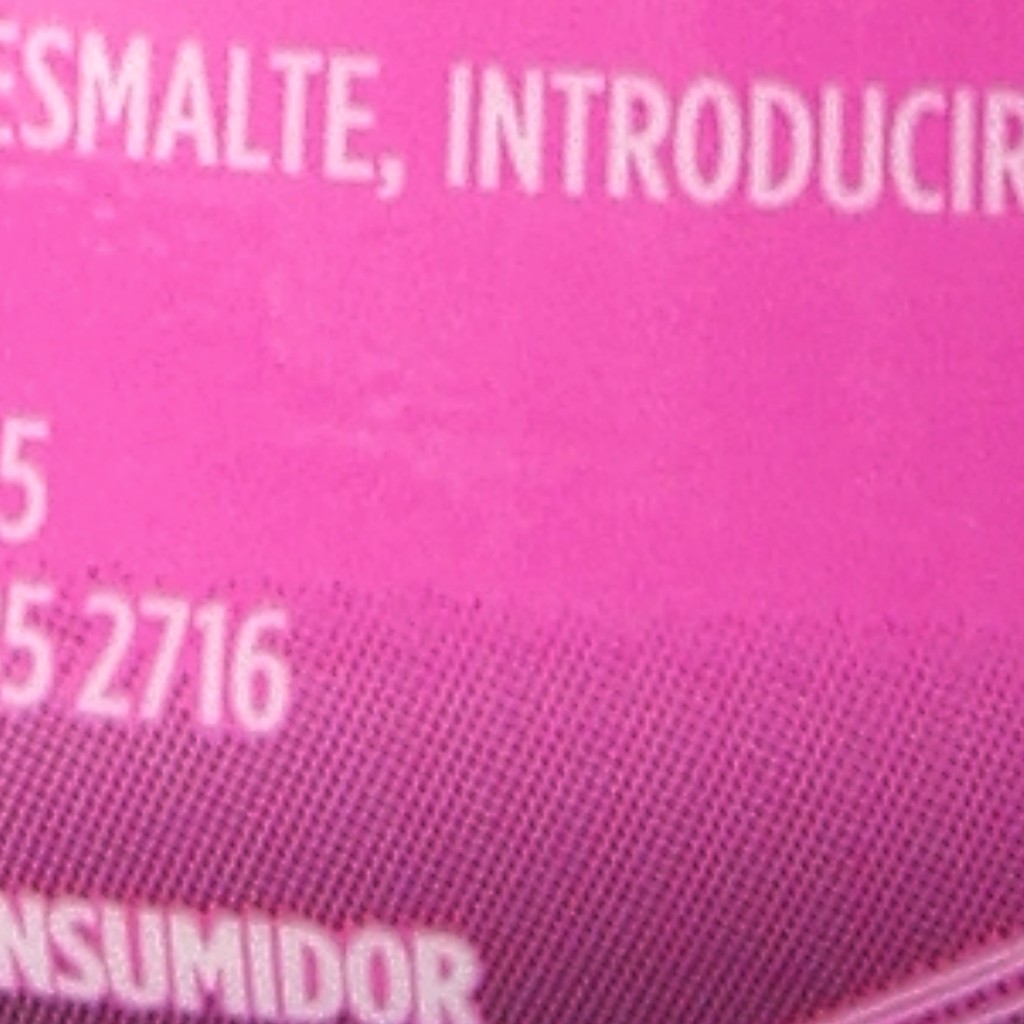 ESMALTE, INTRODUCIR
5
5 2716
NSUMIDOR